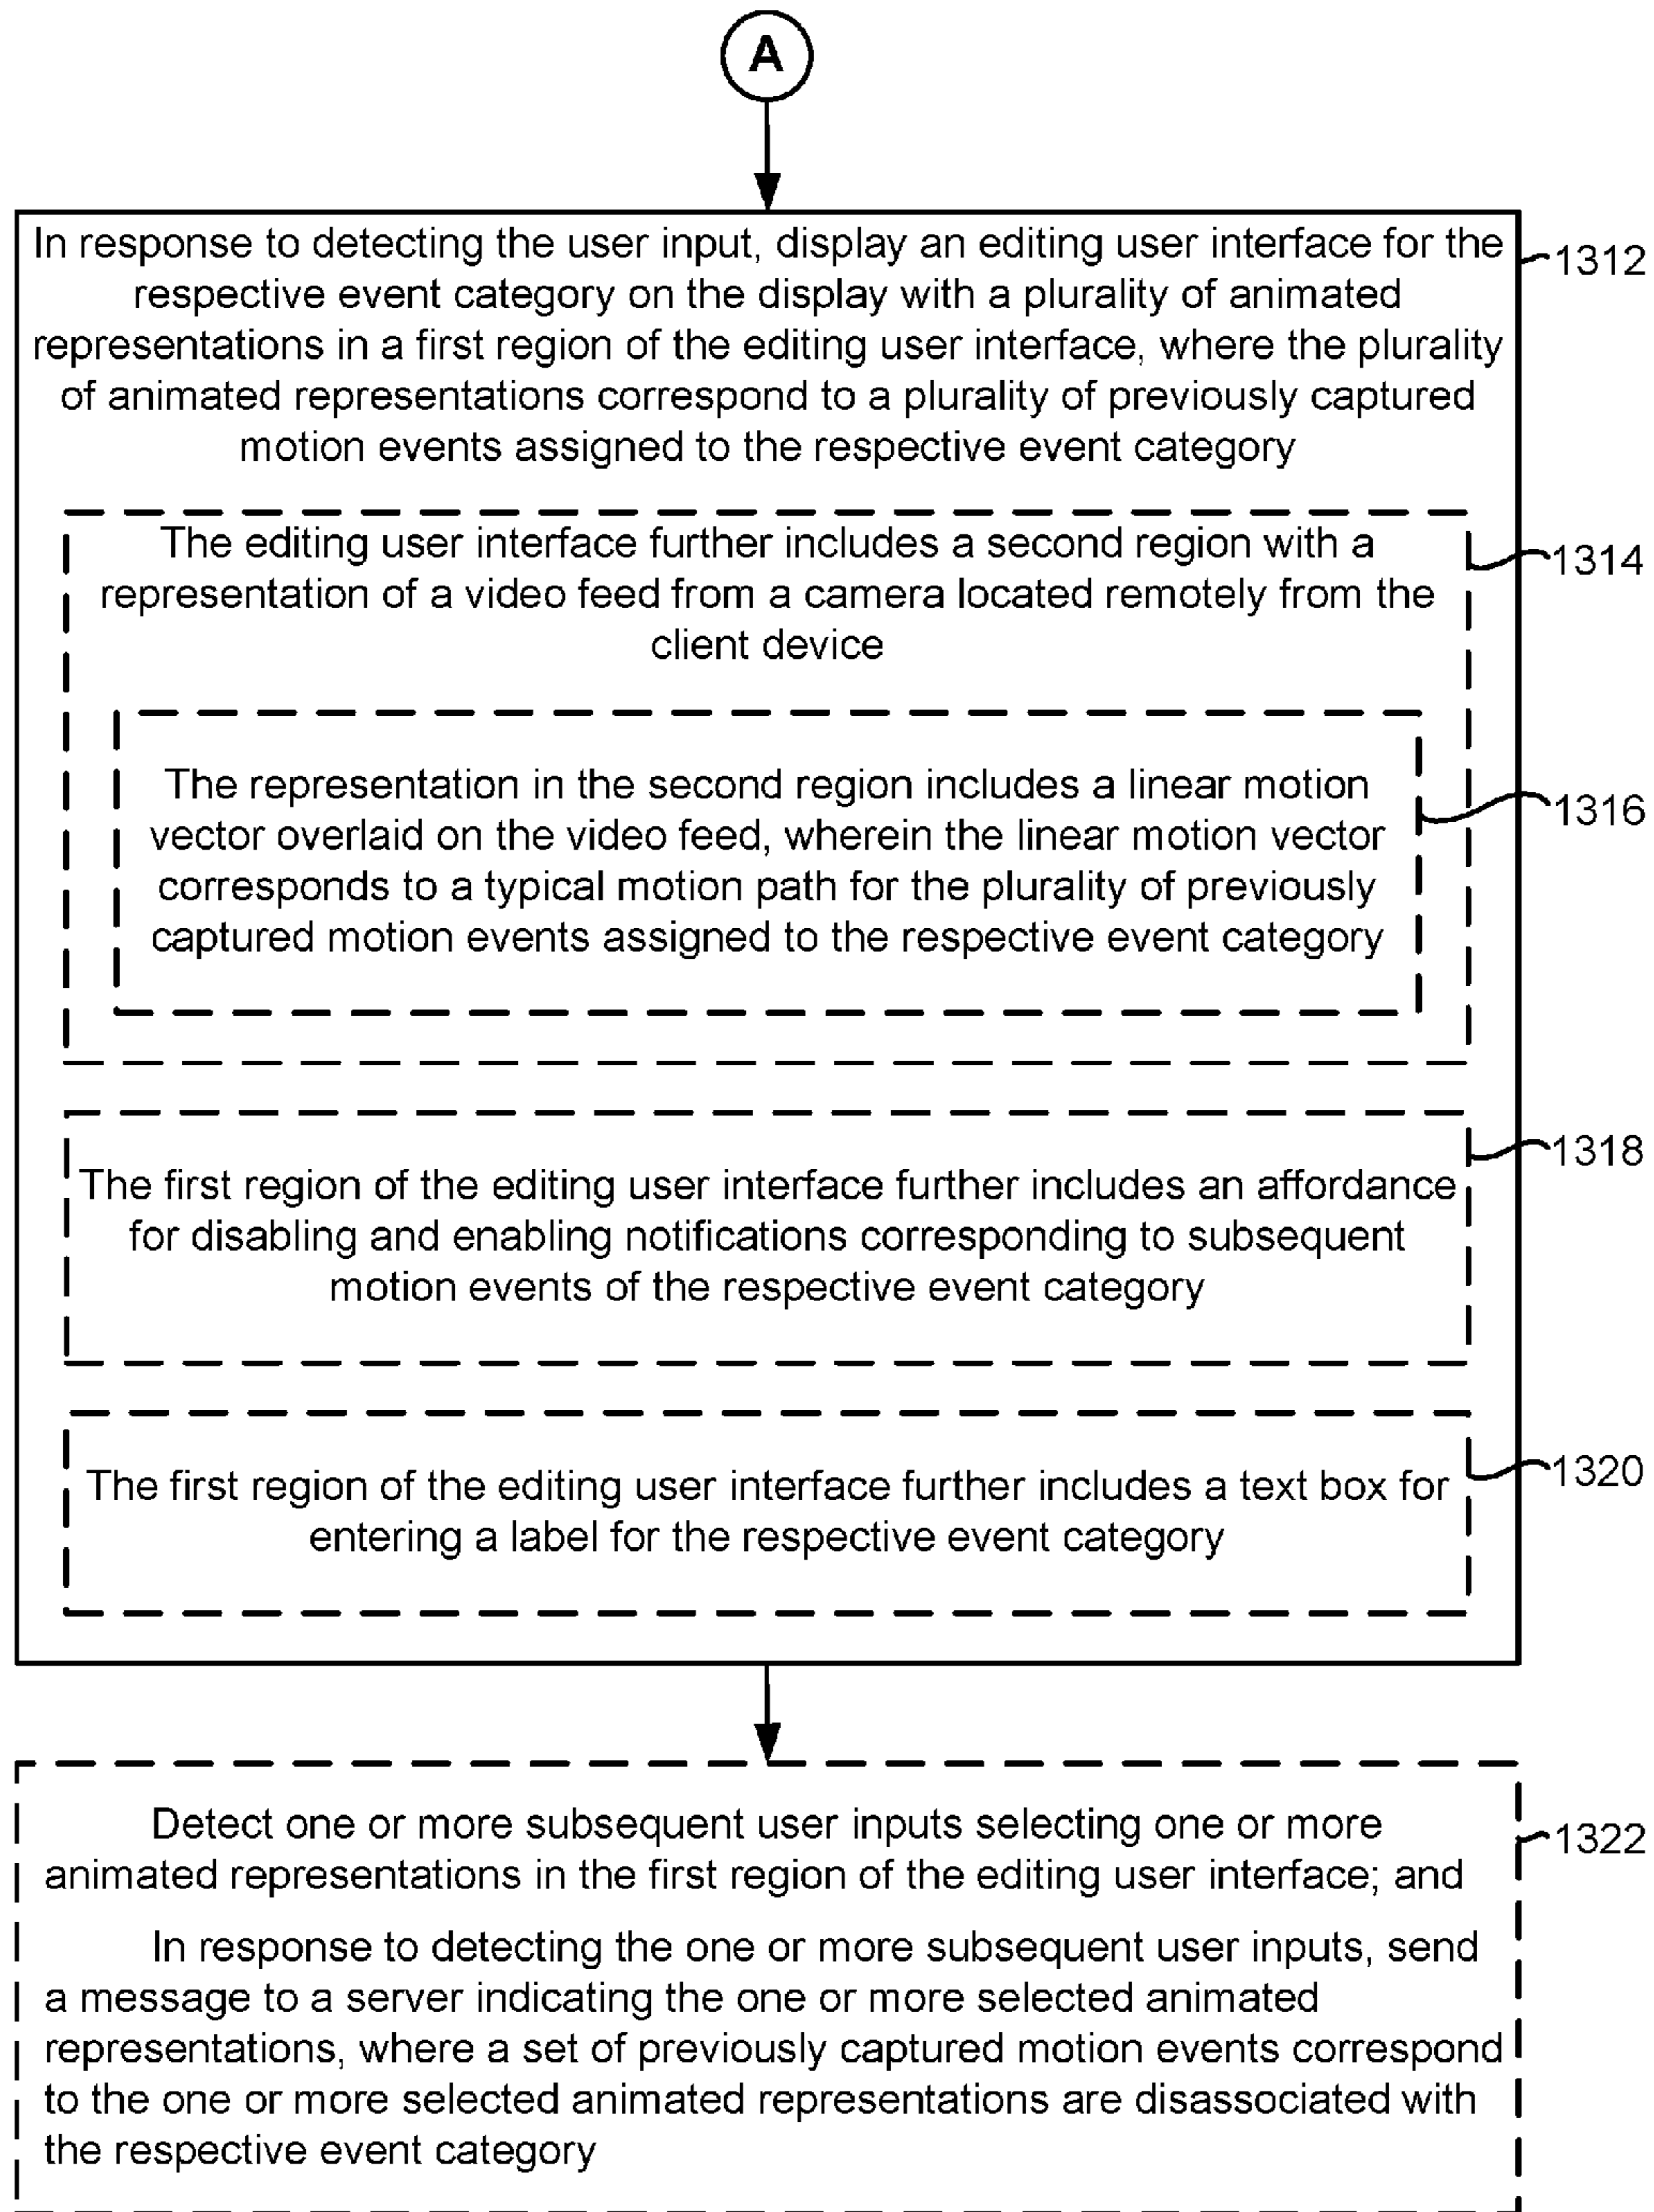 A
In response to detecting the user input, display an editing user interface for the
respective event category on the display with a plurality of animated
representations in a first region of the editing user interface, where the plurality
of animated representations correspond to a plurality of previously captured
motion events assigned to the respective event category
1312
The editing user interface further includes a second region with a
representation of a video feed from a camera located remotely from the
client device
1314
The representation in the second region includes a linear motion
vector overlaid on the video feed, wherein the linear motion vector
corresponds to a typical motion path for the plurality of previously
captured motion events assigned to the respective event category
1316
The first region of the editing user interface further includes an affordance
for disabling and enabling notifications corresponding to subsequent
motion events of the respective event category
1318
The first region of the editing user interface further includes a text box for
entering a label for the respective event category
1320
Detect one or more subsequent user inputs selecting one or more
animated representations in the first region of the editing user interface; and
In response to detecting the one or more subsequent user inputs, send
a message to a server indicating the one or more selected animated
representations, where a set of previously captured motion events correspond
to the one or more selected animated representations are disassociated with
the respective event category
1322